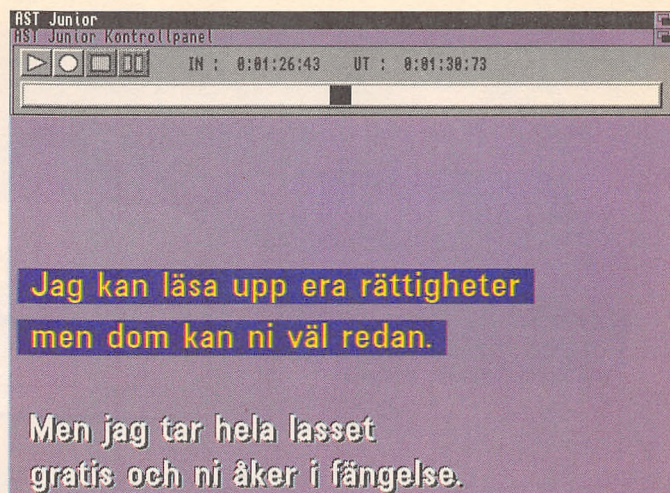 AST Junior
AST Junior Kontrollpanel
IN : 0:01:26:43 UT : 0:01:30:73
Jag kan läsa upp era rättigheter
men dom kan ni väl redan.
Men jag tar hela lasset
gratis och ni åker i fängelse.